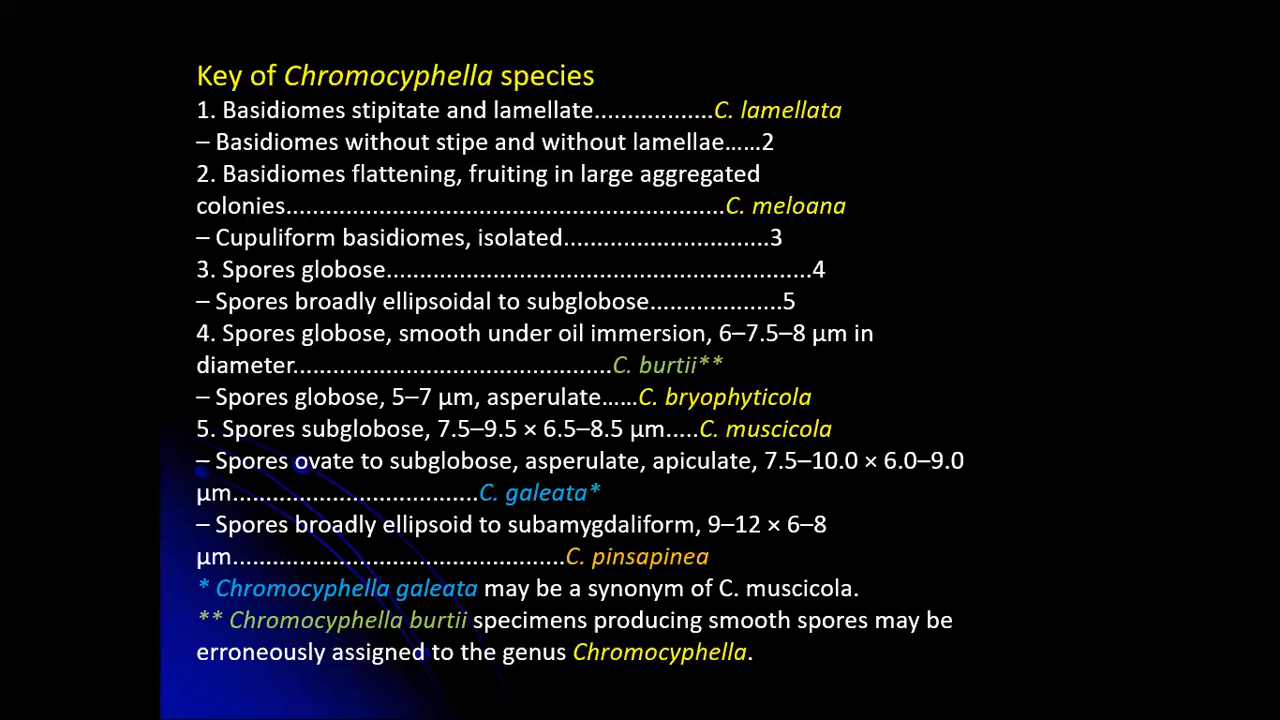 Key of Chromocyphella species
1. Basidiomes stipitate and lamellate..................C. lamellata
– Basidiomes without stipe and without lamellae......2
2. Basidiomes flattening, fruiting in large aggregated
colonies..................................................................C. meloana
– Cupuliform basidiomes, isolated...............................3
3. Spores globose................................................................4
– Spores broadly ellipsoidal to subglobose....................5
4. Spores globose, smooth under oil immersion, 6–7.5–8 µm in
diameter................................................C. burtii**
– Spores globose, 5–7 µm, asperulate......C. bryophyticola
5. Spores subglobose, 7.5–9.5 × 6.5–8.5 µm.....C. muscicola
– Spores ovate to subglobose, asperulate, apiculate, 7.5–10.0 × 6.0–9.0
µm.....................................C. galeata*
– Spores broadly ellipsoid to subamygdaliform, 9–12 × 6–8
µm..................................................C. pinsapinea
* Chromocyphella galeata may be a synonym of C. muscicola.
** Chromocyphella burtii specimens producing smooth spores may be
erroneously assigned to the genus Chromocyphella.